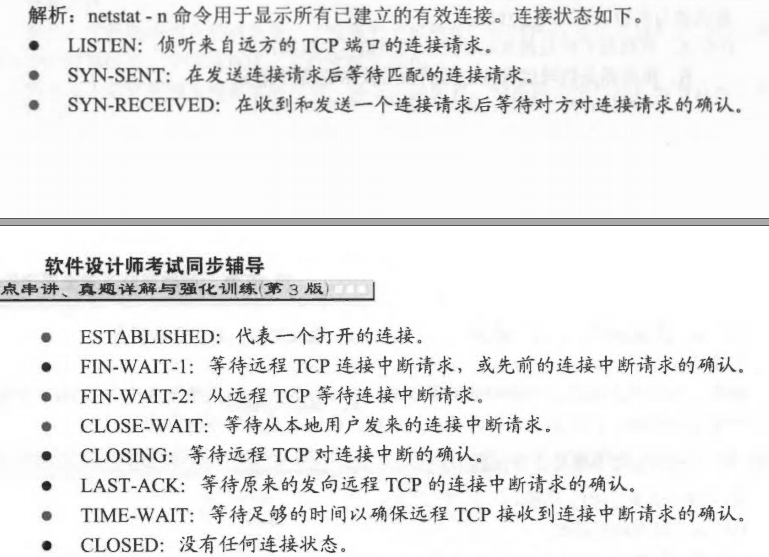 解析：netstat - n 命令用于显示所有已建立的有效连接。连接状态如下。
● LISTEN：侦听来自远方的 TCP 端口的连接请求。
● SYN-SENT：在发送连接请求后等待匹配的连接请求。
● SYN-RECEIVED：在收到和发送一个连接请求后等待对方对连接请求的确认。
软件设计师考试同步辅导
点串讲、真题详解与强化训练(第 3 版)
● ESTABLISHED：代表一个打开的连接。
● FIN-WAIT-1：等待远程 TCP 连接中断请求，或先前的连接中断请求的确认。
● FIN-WAIT-2：从远程 TCP 等待连接中断请求。
● CLOSE-WAIT：等待从本地用户发来的连接中断请求。
● CLOSING：等待远程 TCP 对连接中断的确认。
● LAST-ACK：等待原来的发向远程 TCP 的连接中断请求的确认。
● TIME-WAIT：等待足够的时间以确保远程 TCP 接收到连接中断请求的确认。
● CLOSED：没有任何连接状态。